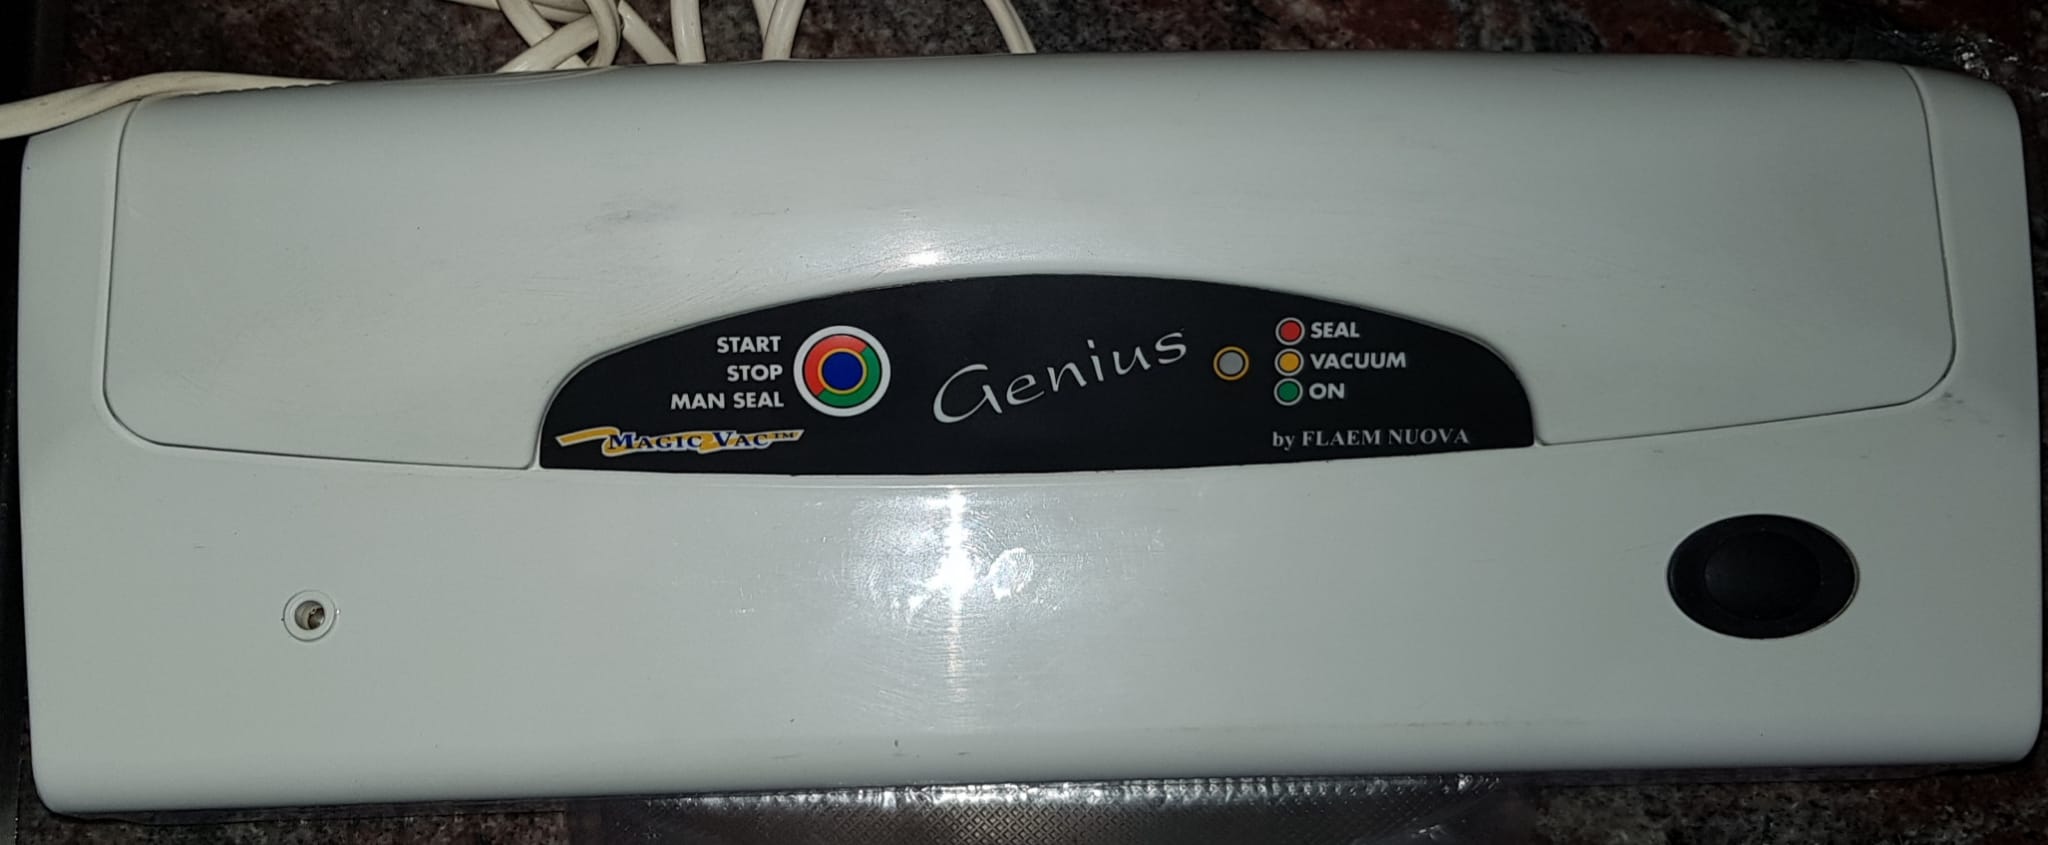 START
STOP
MAN SEAL
MAGIC VAC™
Genius
SEAL
VACUUM
ON
by FLAEM NUOVA